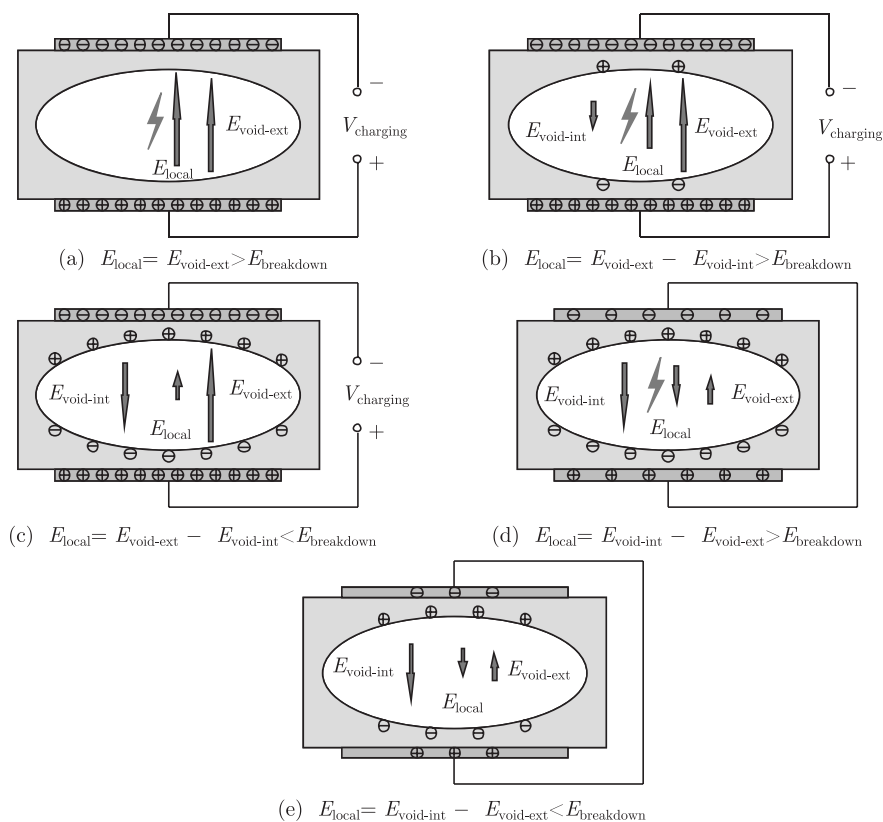 E_void-ext
E_local
−
V_charging
+
(a) E_local = E_void-ext > E_breakdown
E_void-int
E_local
E_void-ext
−
V_charging
+
(b) E_local = E_void-ext − E_void-int > E_breakdown
E_void-int
E_local
E_void-ext
−
V_charging
+
(c) E_local = E_void-ext − E_void-int < E_breakdown
E_void-int
E_local
E_void-ext
(d) E_local = E_void-int − E_void-ext > E_breakdown
E_void-int
E_local
E_void-ext
(e) E_local = E_void-int − E_void-ext < E_breakdown